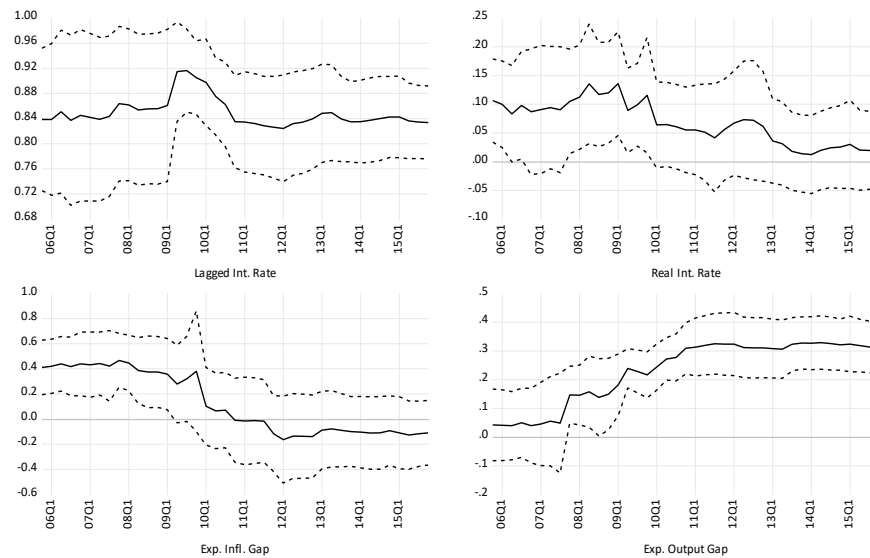 1.00
0.96
0.92
0.88
0.84
0.80
0.76
0.72
0.68
06Q1
07Q1
08Q1
09Q1
10Q1
11Q1
12Q1
13Q1
14Q1
15Q1
Lagged Int. Rate
.25
.20
.15
.10
.05
.00
-.05
-.10
06Q1
07Q1
08Q1
09Q1
10Q1
11Q1
12Q1
13Q1
14Q1
15Q1
Real Int. Rate
1.0
0.8
0.6
0.4
0.2
0.0
-0.2
-0.4
-0.6
06Q1
07Q1
08Q1
09Q1
10Q1
11Q1
12Q1
13Q1
14Q1
15Q1
Exp. Infl. Gap
.5
.4
.3
.2
.1
.0
-.1
-.2
06Q1
07Q1
08Q1
09Q1
10Q1
11Q1
12Q1
13Q1
14Q1
15Q1
Exp. Output Gap